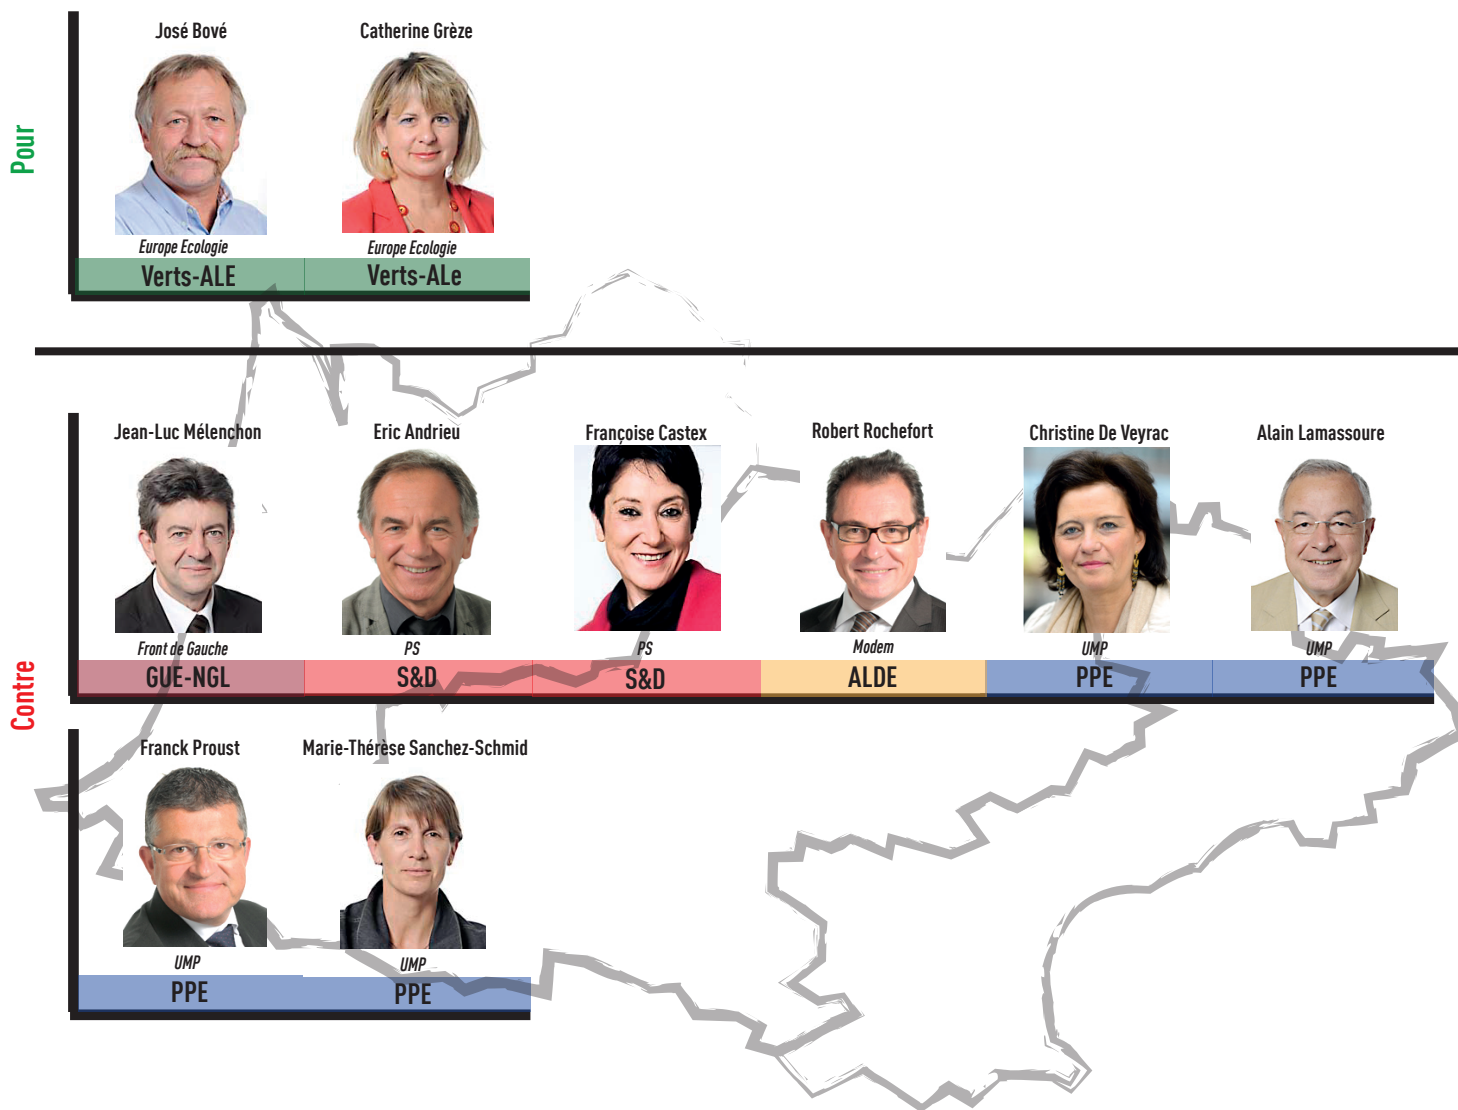 José Bové
Catherine Grèze
Pour
Europe Ecologie
Europe Ecologie
Verts-ALE
Verts-ALe
Jean-Luc Mélenchon
Eric Andrieu
Françoise Castex
Robert Rochefort
Christine De Veyrac
Alain Lamassoure
Contre
Front de Gauche
PS
PS
Modem
UMP
UMP
GUE-NGL
S&D
S&D
ALDE
PPE
PPE
Franck Proust
Marie-Thérèse Sanchez-Schmid
UMP
UMP
PPE
PPE